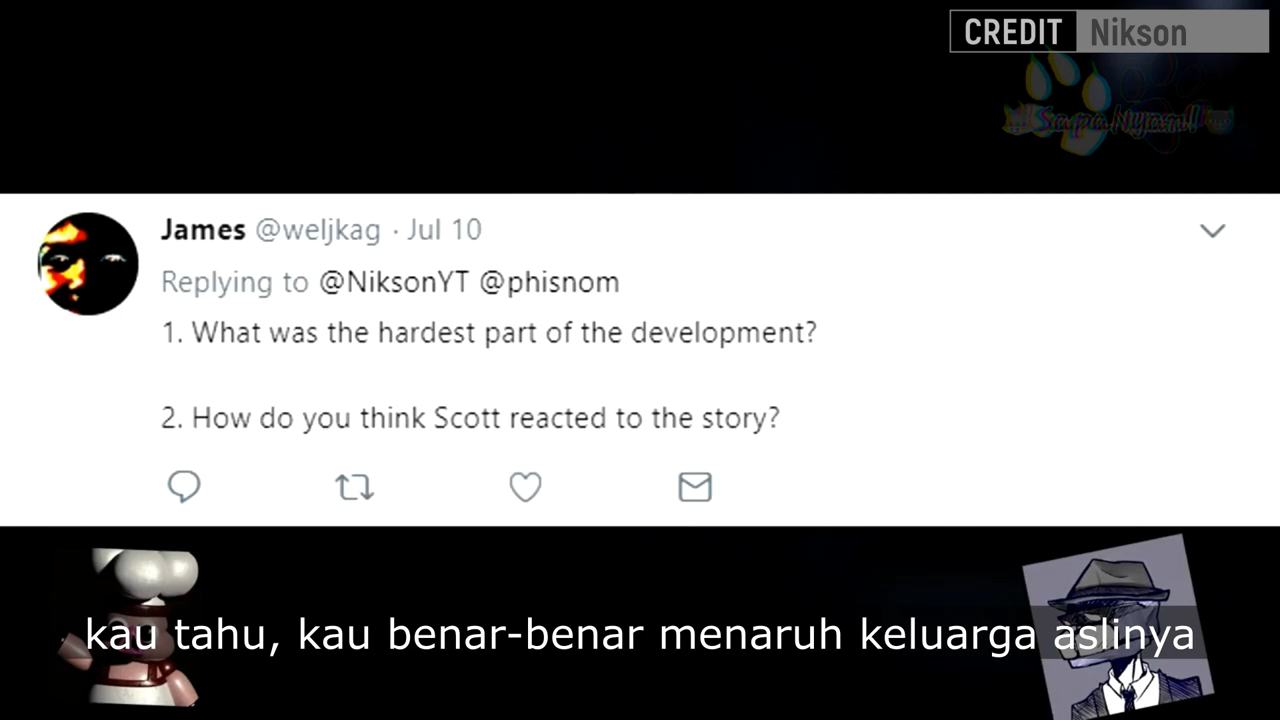 CREDIT Nikson
SapaNyam!
James @weljkag · Jul 10
Replying to @NiksonYT @phisnom
1. What was the hardest part of the development?
2. How do you think Scott reacted to the story?
kau tahu, kau benar-benar menaruh keluarga aslinya